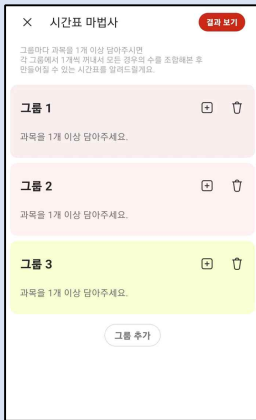 시간표 마법사
결과 보기
그룹마다 과목을 1개 이상 담아주시면
각 그룹에서 1개씩 꺼내서 모든 경우의 수를 조합해본 후
만들어질 수 있는 시간표를 알려드릴게요.
그룹 1
과목을 1개 이상 담아주세요.
그룹 2
과목을 1개 이상 담아주세요.
그룹 3
과목을 1개 이상 담아주세요.
그룹 추가